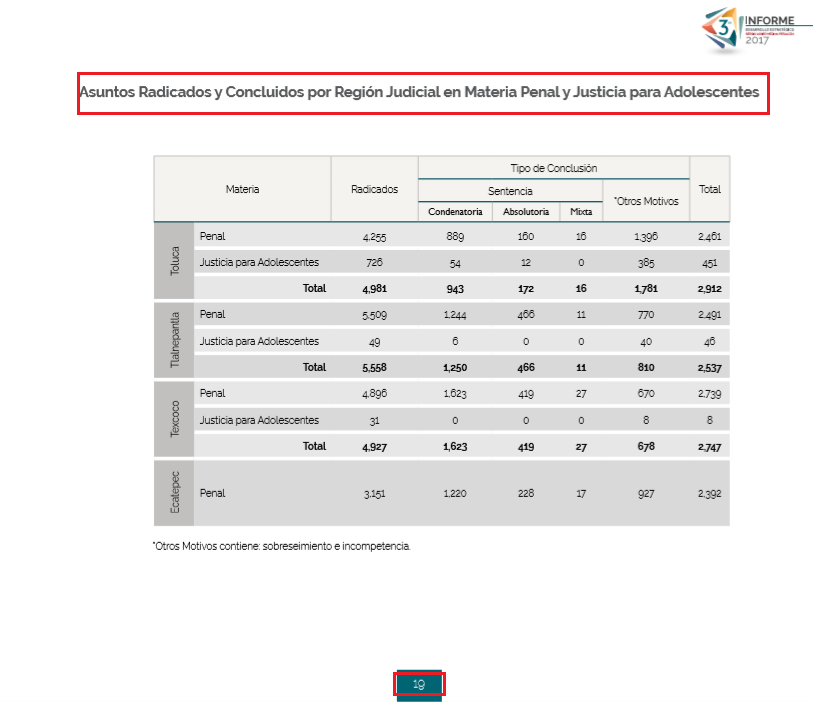 3er INFORME
2017
Asuntos Radicados y Concluidos por Región Judicial en Materia Penal y Justicia para Adolescentes
Materia Radicados Tipo de Conclusión Total
Sentencia *Otros Motivos
Condenatoria Absolutoria Mixta
Toluca
Penal 4,255 889 160 16 1,396 2,461
Justicia para Adolescentes 726 54 12 0 385 451
Total 4,981 943 172 16 1,781 2,912
Tlalnepantla
Penal 5,509 1,244 466 11 770 2,491
Justicia para Adolescentes 49 6 0 0 40 46
Total 5,558 1,250 466 11 810 2,537
Texcoco
Penal 4,896 1,623 419 27 670 2,739
Justicia para Adolescentes 31 0 0 0 8 8
Total 4,927 1,623 419 27 678 2,747
Ecatepec
Penal 3,151 1,220 228 17 927 2,392
*Otros Motivos contiene: sobreseimiento e incompetencia.
19